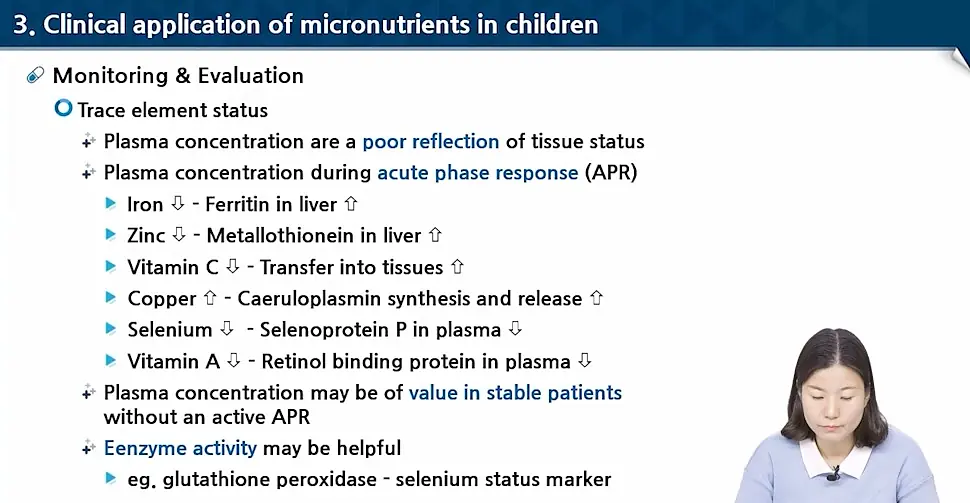 3. Clinical application of micronutrients in children
Monitoring & Evaluation
Trace element status
Plasma concentration are a poor reflection of tissue status
Plasma concentration during acute phase response (APR)
Iron ⇩ - Ferritin in liver ⇧
Zinc ⇩ - Metallothionein in liver ⇧
Vitamin C ⇩ - Transfer into tissues ⇧
Copper ⇧ - Caeruloplasmin synthesis and release ⇧
Selenium ⇩ - Selenoprotein P in plasma ⇩
Vitamin A ⇩ - Retinol binding protein in plasma ⇩
Plasma concentration may be of value in stable patients
without an active APR
Eenzyme activity may be helpful
eg. glutathione peroxidase - selenium status marker